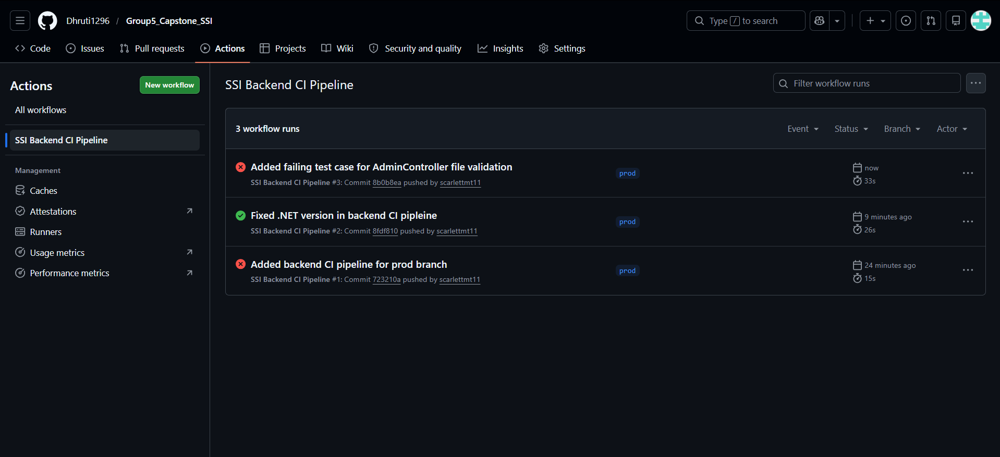 Dhruti1296 / Group5_Capstone_SSI
Type / to search
Code Issues Pull requests Actions Projects Wiki Security and quality Insights Settings
Actions
New workflow
All workflows
SSI Backend CI Pipeline
Management
Caches
Attestations
Runners
Usage metrics
Performance metrics
SSI Backend CI Pipeline
Filter workflow runs
3 workflow runs
Event Status Branch Actor
Added failing test case for AdminController file validation
SSI Backend CI Pipeline #3: Commit 8b0b8ea pushed by scarlettmt11
prod
now
33s
Fixed .NET version in backend CI pipleine
SSI Backend CI Pipeline #2: Commit 8fdf810 pushed by scarlettmt11
prod
9 minutes ago
26s
Added backend CI pipeline for prod branch
SSI Backend CI Pipeline #1: Commit 723210a pushed by scarlettmt11
prod
24 minutes ago
15s